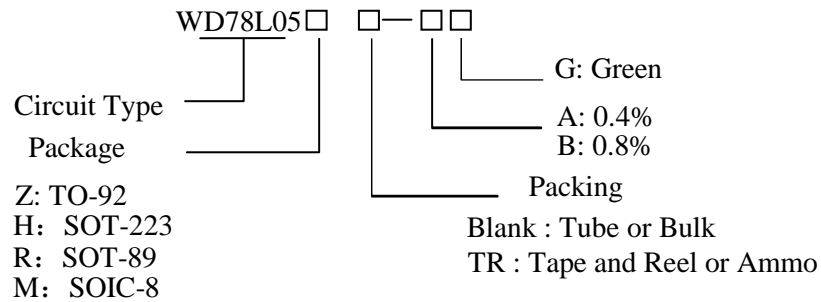 WD78L05□ □—□□
G: Green
Circuit Type
A: 0.4%
B: 0.8%
Package
Packing
Z: TO-92
H：SOT-223
R：SOT-89
M：SOIC-8
Blank : Tube or Bulk
TR : Tape and Reel or Ammo